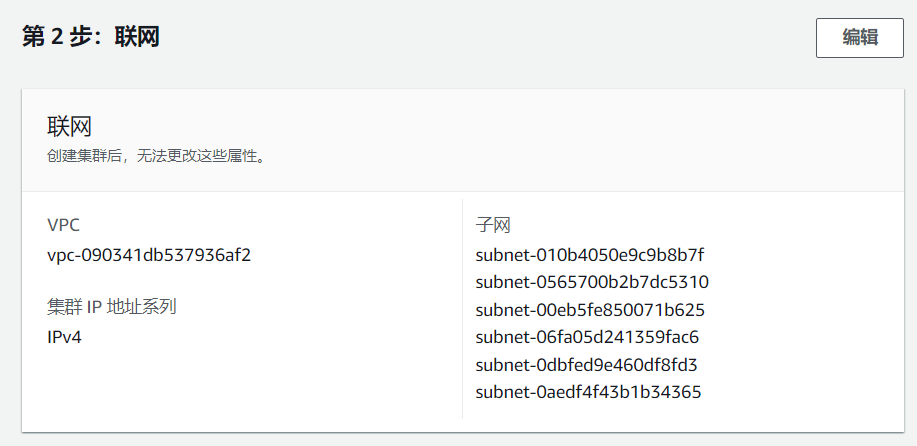 第 2 步：联网
编辑
联网
创建集群后，无法更改这些属性。
VPC
vpc-090341db537936af2
集群 IP 地址系列
IPv4
子网
subnet-010b4050e9c9b8b7f
subnet-0565700b2b7dc5310
subnet-00eb5fe850071b625
subnet-06fa05d241359fac6
subnet-0dbfed9e460df8fd3
subnet-0aedf4f43b1b34365